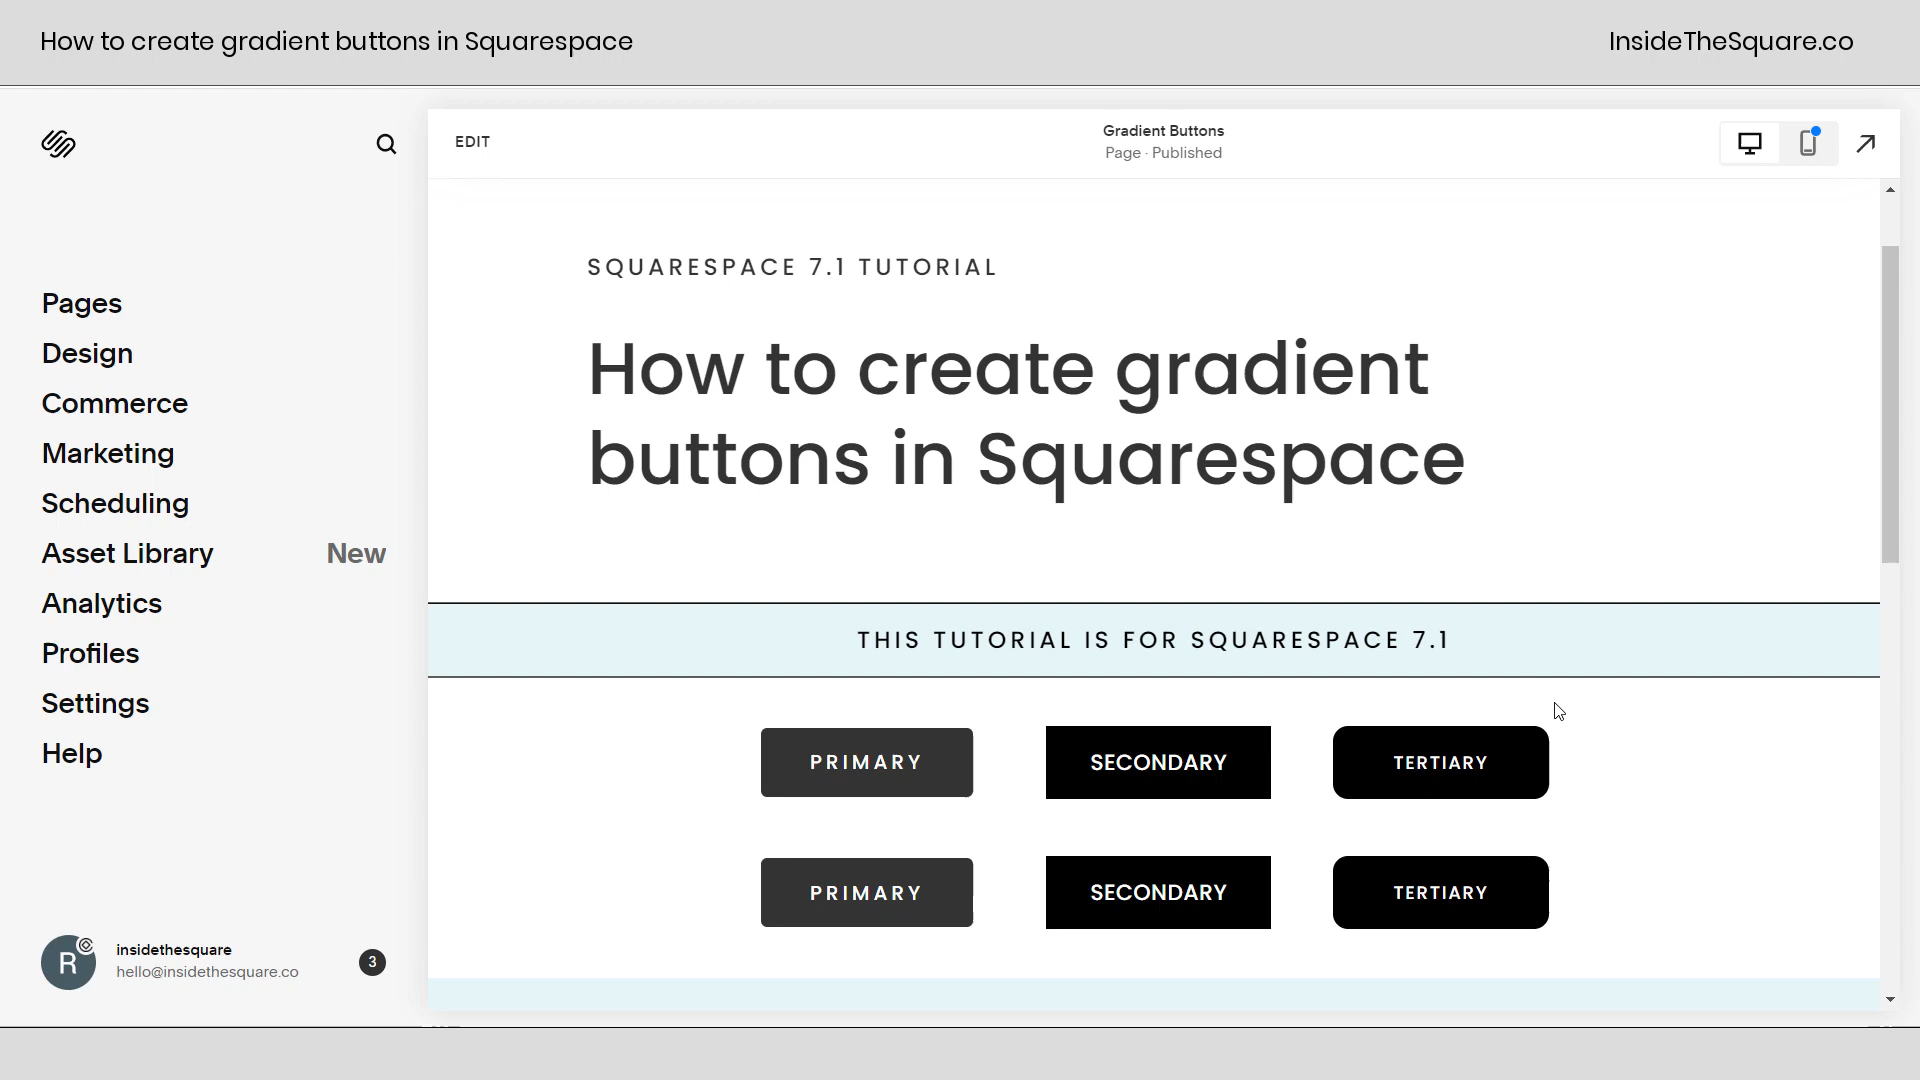 How to create gradient buttons in Squarespace
InsideTheSquare.co
EDIT
Gradient Buttons
Page · Published
Pages
Design
Commerce
Marketing
Scheduling
Asset Library New
Analytics
Profiles
Settings
Help
R
insidethesquare
hello@insidethesquare.co
3
SQUARESPACE 7.1 TUTORIAL
How to create gradient
buttons in Squarespace
THIS TUTORIAL IS FOR SQUARESPACE 7.1
PRIMARY SECONDARY TERTIARY
PRIMARY SECONDARY TERTIARY